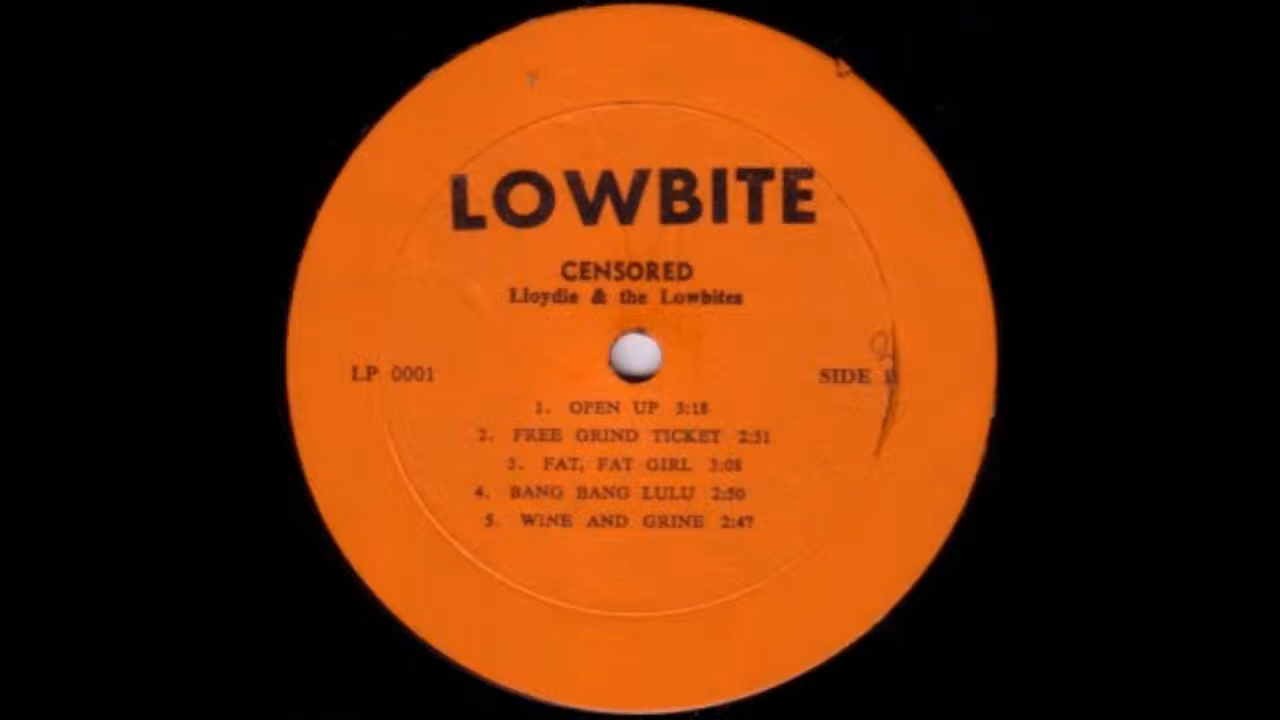 LOWBITE
CENSORED
Lloydie & the Lowbites
LP 0001
SIDE
1. OPEN UP 3:18
2. FREE GRIND TICKET 2:51
3. FAT, FAT GIRL 3:08
4. BANG BANG LULU 2:50
5. WINE AND GRINE 2:47